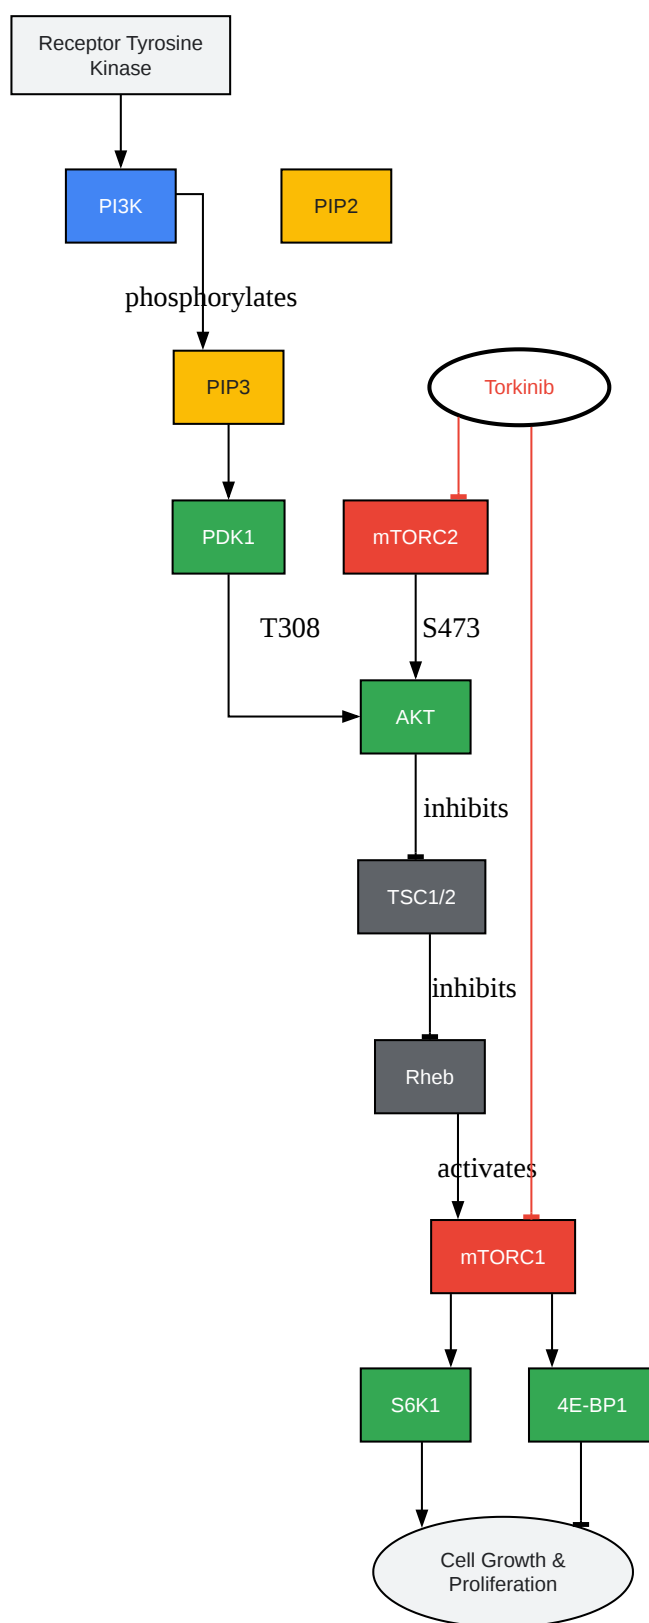 Receptor Tyrosine
Kinase
PI3K
PIP2
phosphorylates
PIP3
Torkinib
PDK1
mTORC2
T308
S473
AKT
inhibits
TSC1/2
inhibits
Rheb
activates
mTORC1
S6K1
4E-BP1
Cell Growth &
Proliferation